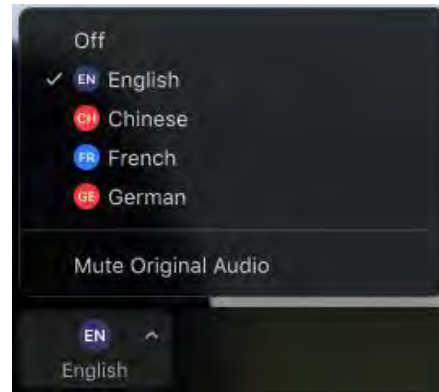 Off
EN English
CH Chinese
FR French
GE German
Mute Original Audio
EN
English